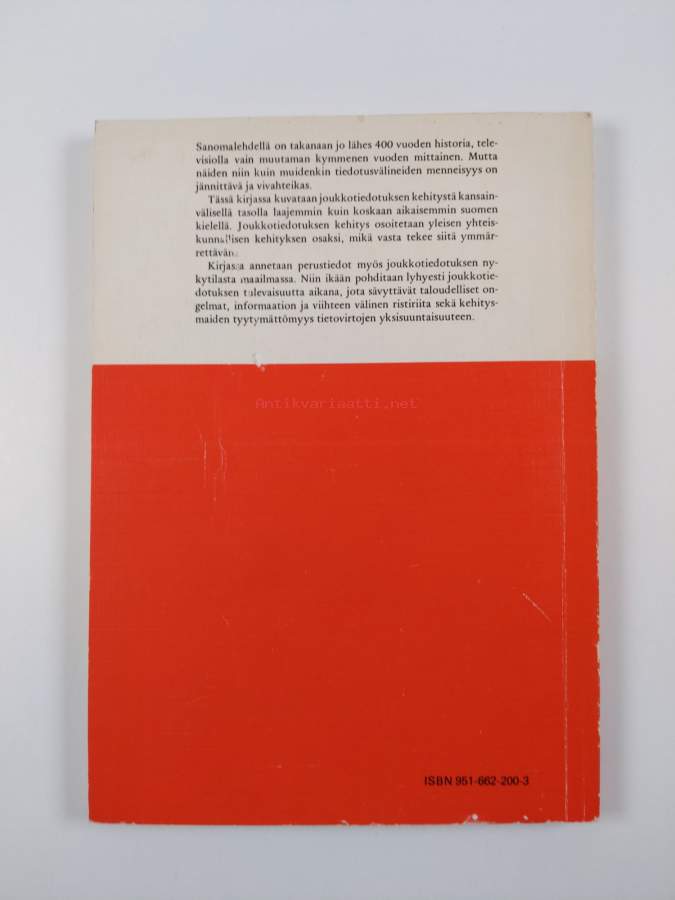 Sanomalehdellä on takanaan jo lähes 400 vuoden historia, tele-
visiolla vain muutaman kymmenen vuoden mittainen. Mutta
näiden niin kuin muidenkin tiedotusvälineiden menneisyys on
jännittävä ja vivahteikas.
Tässä kirjassa kuvataan joukkotiedotuksen kehitystä kansain-
välisellä tasolla laajemmin kuin koskaan aikaisemmin suomen
kielellä. Joukkotiedotuksen kehitys osoitetaan yleisen yhteis-
kunnallisen kehityksen osaksi, mikä vasta tekee siitä ymmär-
rettävän.
Kirjassa annetaan perustiedot myös joukkotiedotuksen ny-
kytilasta maailmassa. Niin ikään pohditaan lyhyesti joukkotie-
dotuksen tulevaisuutta aikana, jota sävyttävät taloudelliset on-
gelmat, informaation ja viihteen välinen ristiriita sekä kehitys-
maiden tyytymättömyys tietovirtojen yksisuuntaisuuteen.
Antikvariaatti.net
ISBN 951-662-200-3